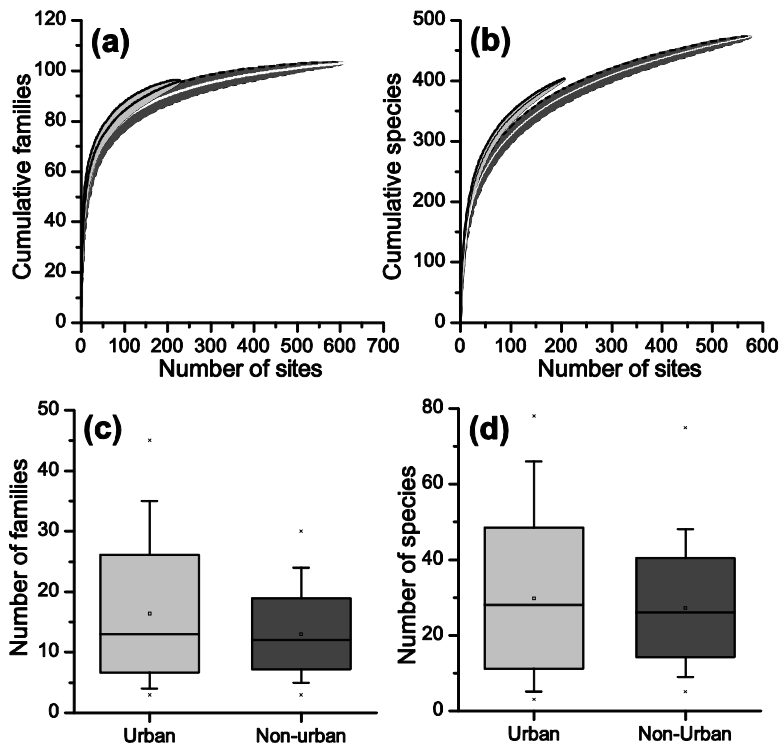 (a)
Cumulative families
120
100
80
60
40
20
0
0 100 200 300 400 500 600 700
Number of sites
(b)
Cumulative species
500
400
300
200
100
0
0 100 200 300 400 500 600
Number of sites
(c)
Number of families
50
40
30
20
10
0
Urban Non-urban
(d)
Number of species
80
60
40
20
0
Urban Non-Urban